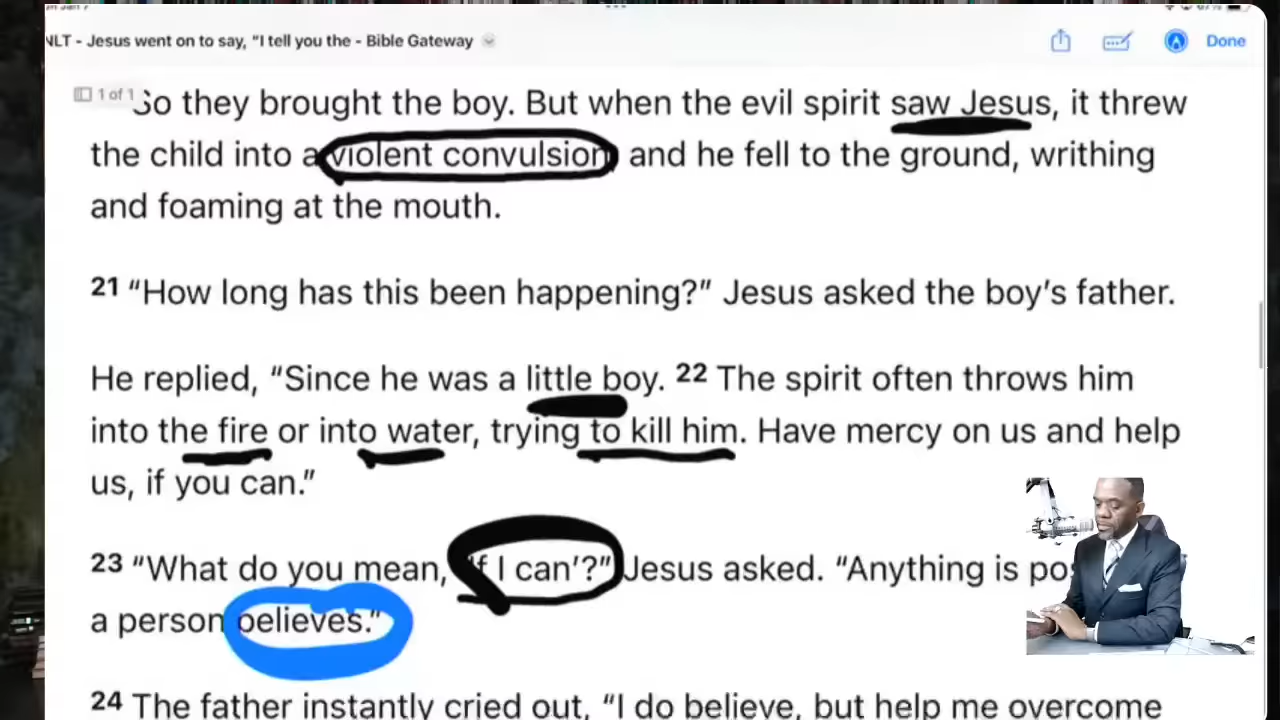 NLT - Jesus went on to say, “I tell you the - Bible Gateway
Done
1 of 1
So they brought the boy. But when the evil spirit saw Jesus, it threw
the child into a violent convulsion, and he fell to the ground, writhing
and foaming at the mouth.
21 “How long has this been happening?” Jesus asked the boy’s father.
He replied, “Since he was a little boy. 22 The spirit often throws him
into the fire or into water, trying to kill him. Have mercy on us and help
us, if you can.”
23 “What do you mean, ‘If I can’?” Jesus asked. “Anything is
a person believes.”
24 The father instantly cried out, “I do believe, but help me overcome